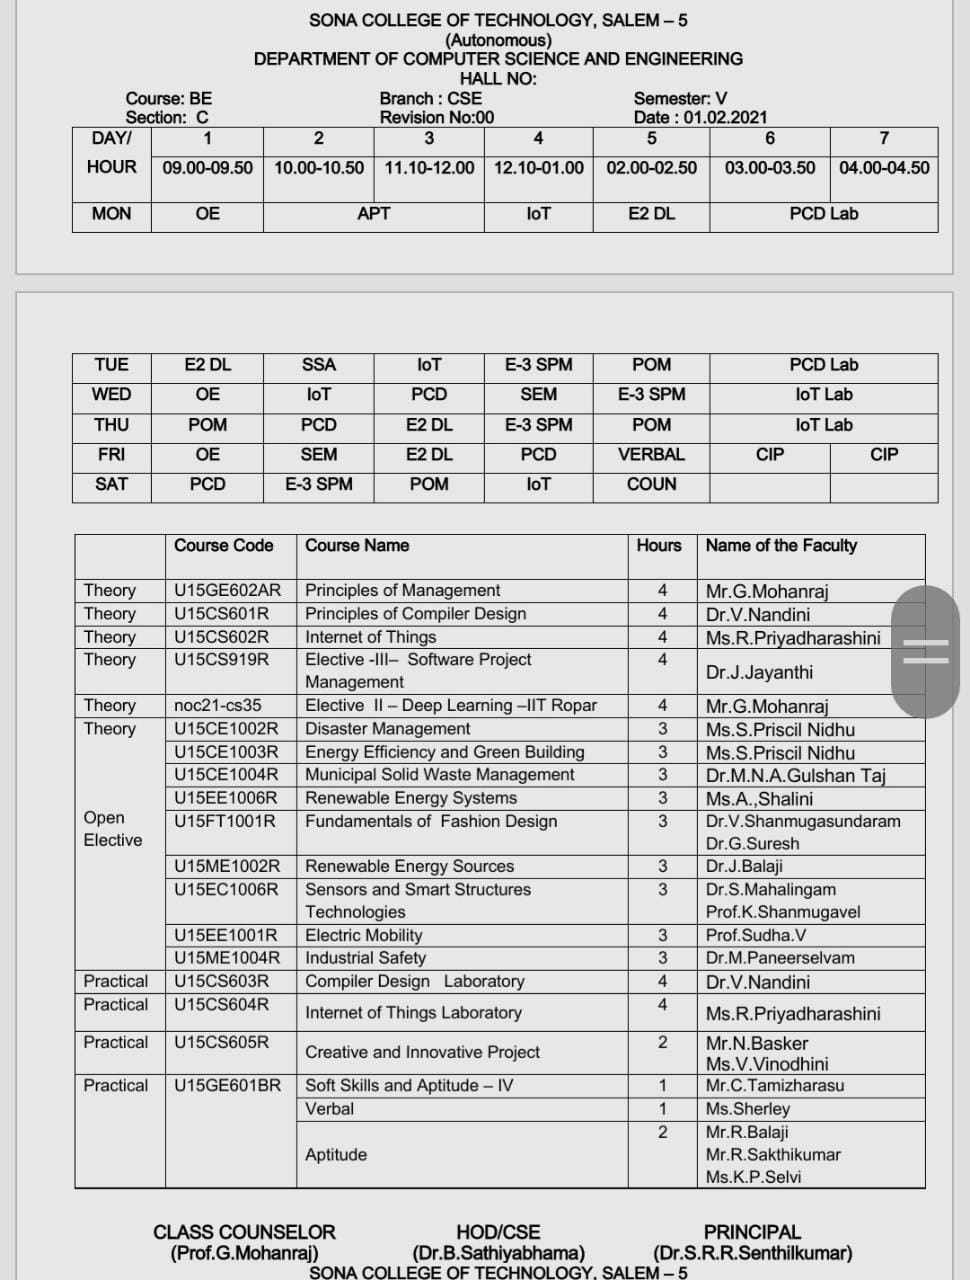 SONA COLLEGE OF TECHNOLOGY, SALEM – 5
(Autonomous)
DEPARTMENT OF COMPUTER SCIENCE AND ENGINEERING
HALL NO:
Course: BE Branch : CSE Semester: V
Section: C Revision No:00 Date : 01.02.2021
DAY/ 1 2 3 4 5 6 7
HOUR 09.00-09.50 10.00-10.50 11.10-12.00 12.10-01.00 02.00-02.50 03.00-03.50 04.00-04.50
MON OE APT IoT E2 DL PCD Lab
TUE E2 DL SSA IoT E-3 SPM POM PCD Lab
WED OE IoT PCD SEM E-3 SPM IoT Lab
THU POM PCD E2 DL E-3 SPM POM IoT Lab
FRI OE SEM E2 DL PCD VERBAL CIP CIP
SAT PCD E-3 SPM POM IoT COUN
Course Code Course Name Hours Name of the Faculty
Theory U15GE602AR Principles of Management 4 Mr.G.Mohanraj
Theory U15CS601R Principles of Compiler Design 4 Dr.V.Nandini
Theory U15CS602R Internet of Things 4 Ms.R.Priyadharashini
Theory U15CS919R Elective -III– Software Project 4
Management Dr.J.Jayanthi
Theory noc21-cs35 Elective II – Deep Learning –IIT Ropar 4 Mr.G.Mohanraj
Theory U15CE1002R Disaster Management 3 Ms.S.Priscil Nidhu
U15CE1003R Energy Efficiency and Green Building 3 Ms.S.Priscil Nidhu
U15CE1004R Municipal Solid Waste Management 3 Dr.M.N.A.Gulshan Taj
U15EE1006R Renewable Energy Systems 3 Ms.A.,Shalini
Open U15FT1001R Fundamentals of Fashion Design 3 Dr.V.Shanmugasundaram
Elective Dr.G.Suresh
U15ME1002R Renewable Energy Sources 3 Dr.J.Balaji
U15EC1006R Sensors and Smart Structures 3 Dr.S.Mahalingam
Technologies Prof.K.Shanmugavel
U15EE1001R Electric Mobility 3 Prof.Sudha.V
U15ME1004R Industrial Safety 3 Dr.M.Paneerselvam
Practical U15CS603R Compiler Design Laboratory 4 Dr.V.Nandini
Practical U15CS604R Internet of Things Laboratory 4 Ms.R.Priyadharashini
Practical U15CS605R Creative and Innovative Project 2 Mr.N.Basker
Ms.V.Vinodhini
Practical U15GE601BR Soft Skills and Aptitude – IV 1 Mr.C.Tamizharasu
Verbal 1 Ms.Sherley
2 Mr.R.Balaji
Aptitude Mr.R.Sakthikumar
Ms.K.P.Selvi
CLASS COUNSELOR HOD/CSE PRINCIPAL
(Prof.G.Mohanraj) (Dr.B.Sathiyabhama) (Dr.S.R.R.Senthilkumar)
SONA COLLEGE OF TECHNOLOGY, SALEM – 5